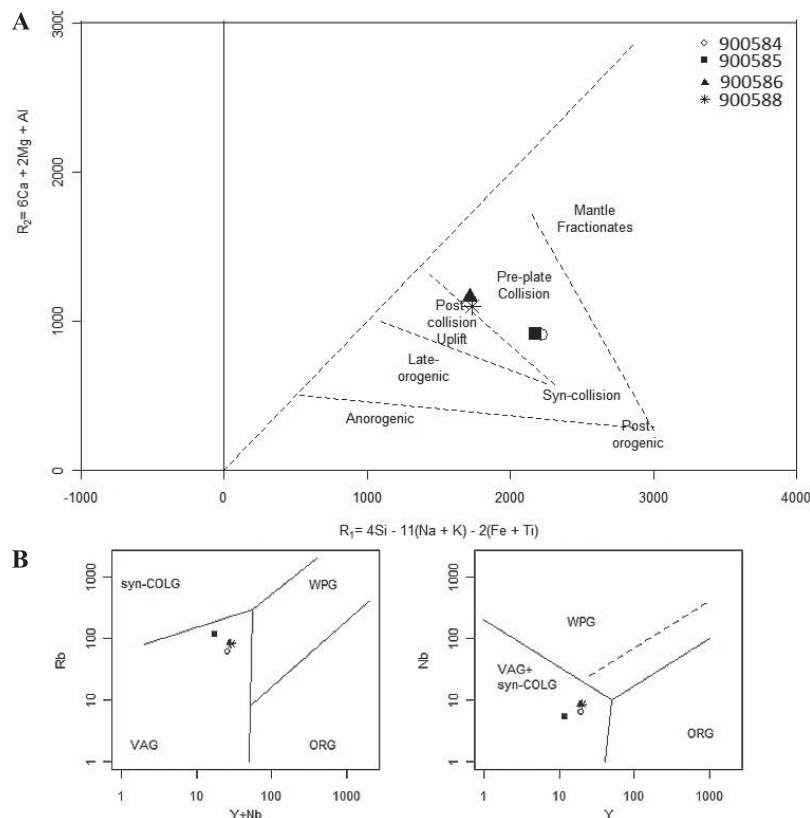 A
3000
2000
1000
0
R2= 6Ca + 2Mg + Al
900584
900585
900586
900588
Mantle
Fractionates
Pre-plate
Collision
Post
collision
Uplift
Late-
orogenic
Syn-collision
Anorogenic
Post-
orogenic
-1000 0 1000 2000 3000 4000
R1= 4Si - 11(Na + K) - 2(Fe + Ti)
B
1000
100
10
1
Rb
syn-COLG
WPG
VAG
ORG
1 10 100 1000
Y+Nb
1000
100
10
1
Nb
WPG
VAG+
syn-COLG
ORG
1 10 100 1000
Y